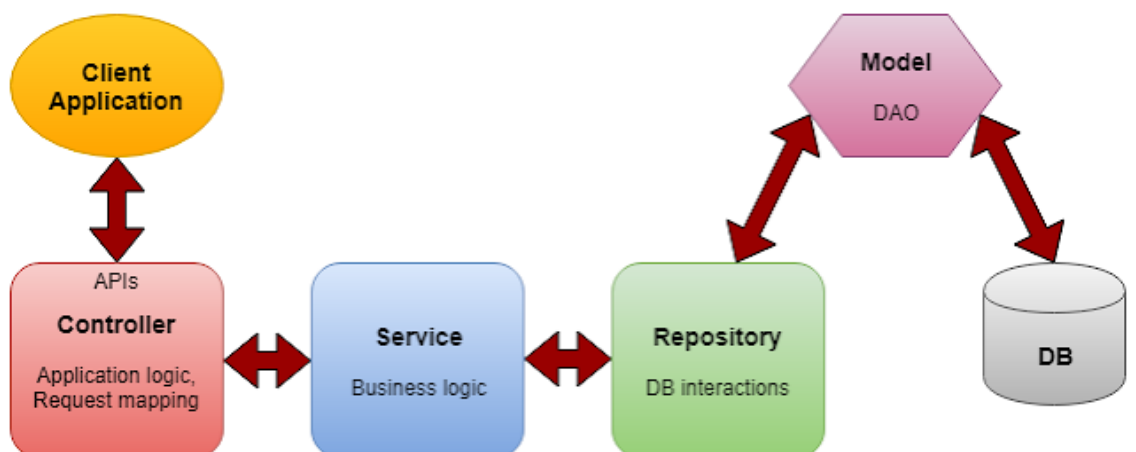 Client
Application
Model
DAO
APIs
Controller
Application logic,
Request mapping
Service
Business logic
Repository
DB interactions
DB